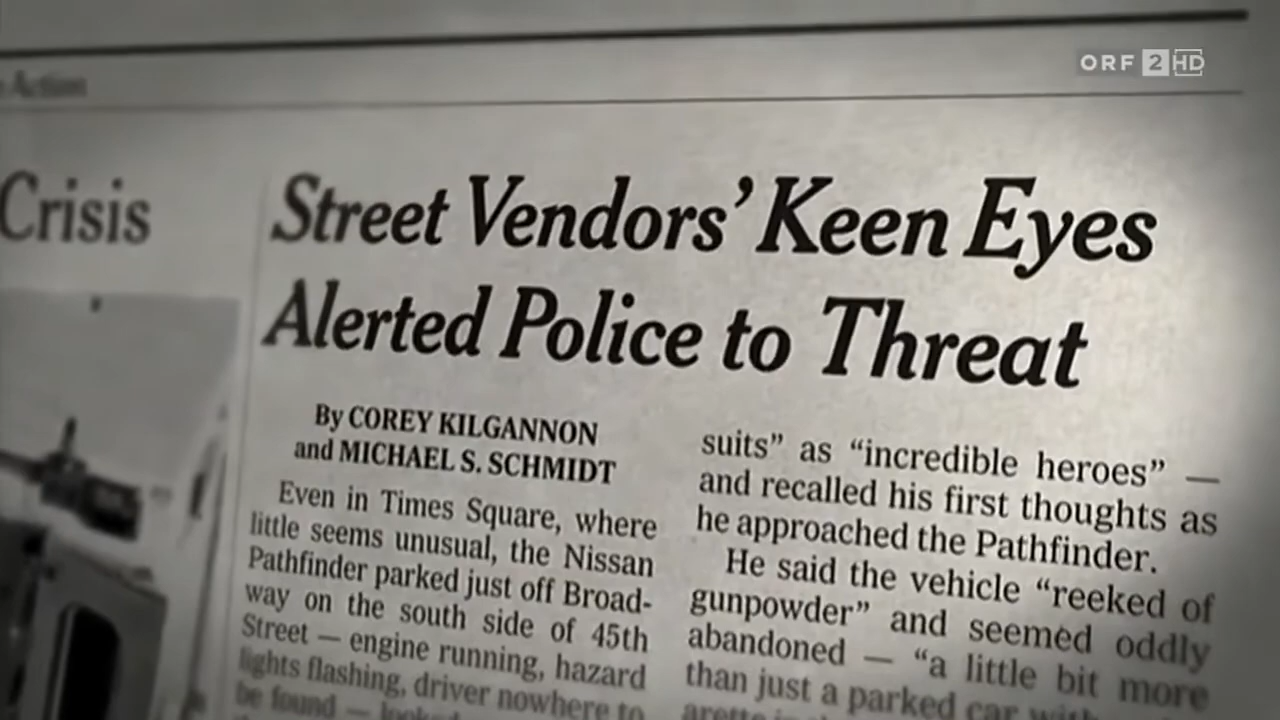 ORF 2 HD
Action
Crisis
Street Vendors’ Keen Eyes
Alerted Police to Threat
By COREY KILGANNON
and MICHAEL S. SCHMIDT
Even in Times Square, where
little seems unusual, the Nissan
Pathfinder parked just off Broad-
way on the south side of 45th
Street — engine running, hazard
lights flashing, driver nowhere to
be found —
suits” as “incredible heroes” —
and recalled his first thoughts as
he approached the Pathfinder.
He said the vehicle “reeked of
gunpowder” and seemed oddly
abandoned — “a little bit more
than just a parked car with